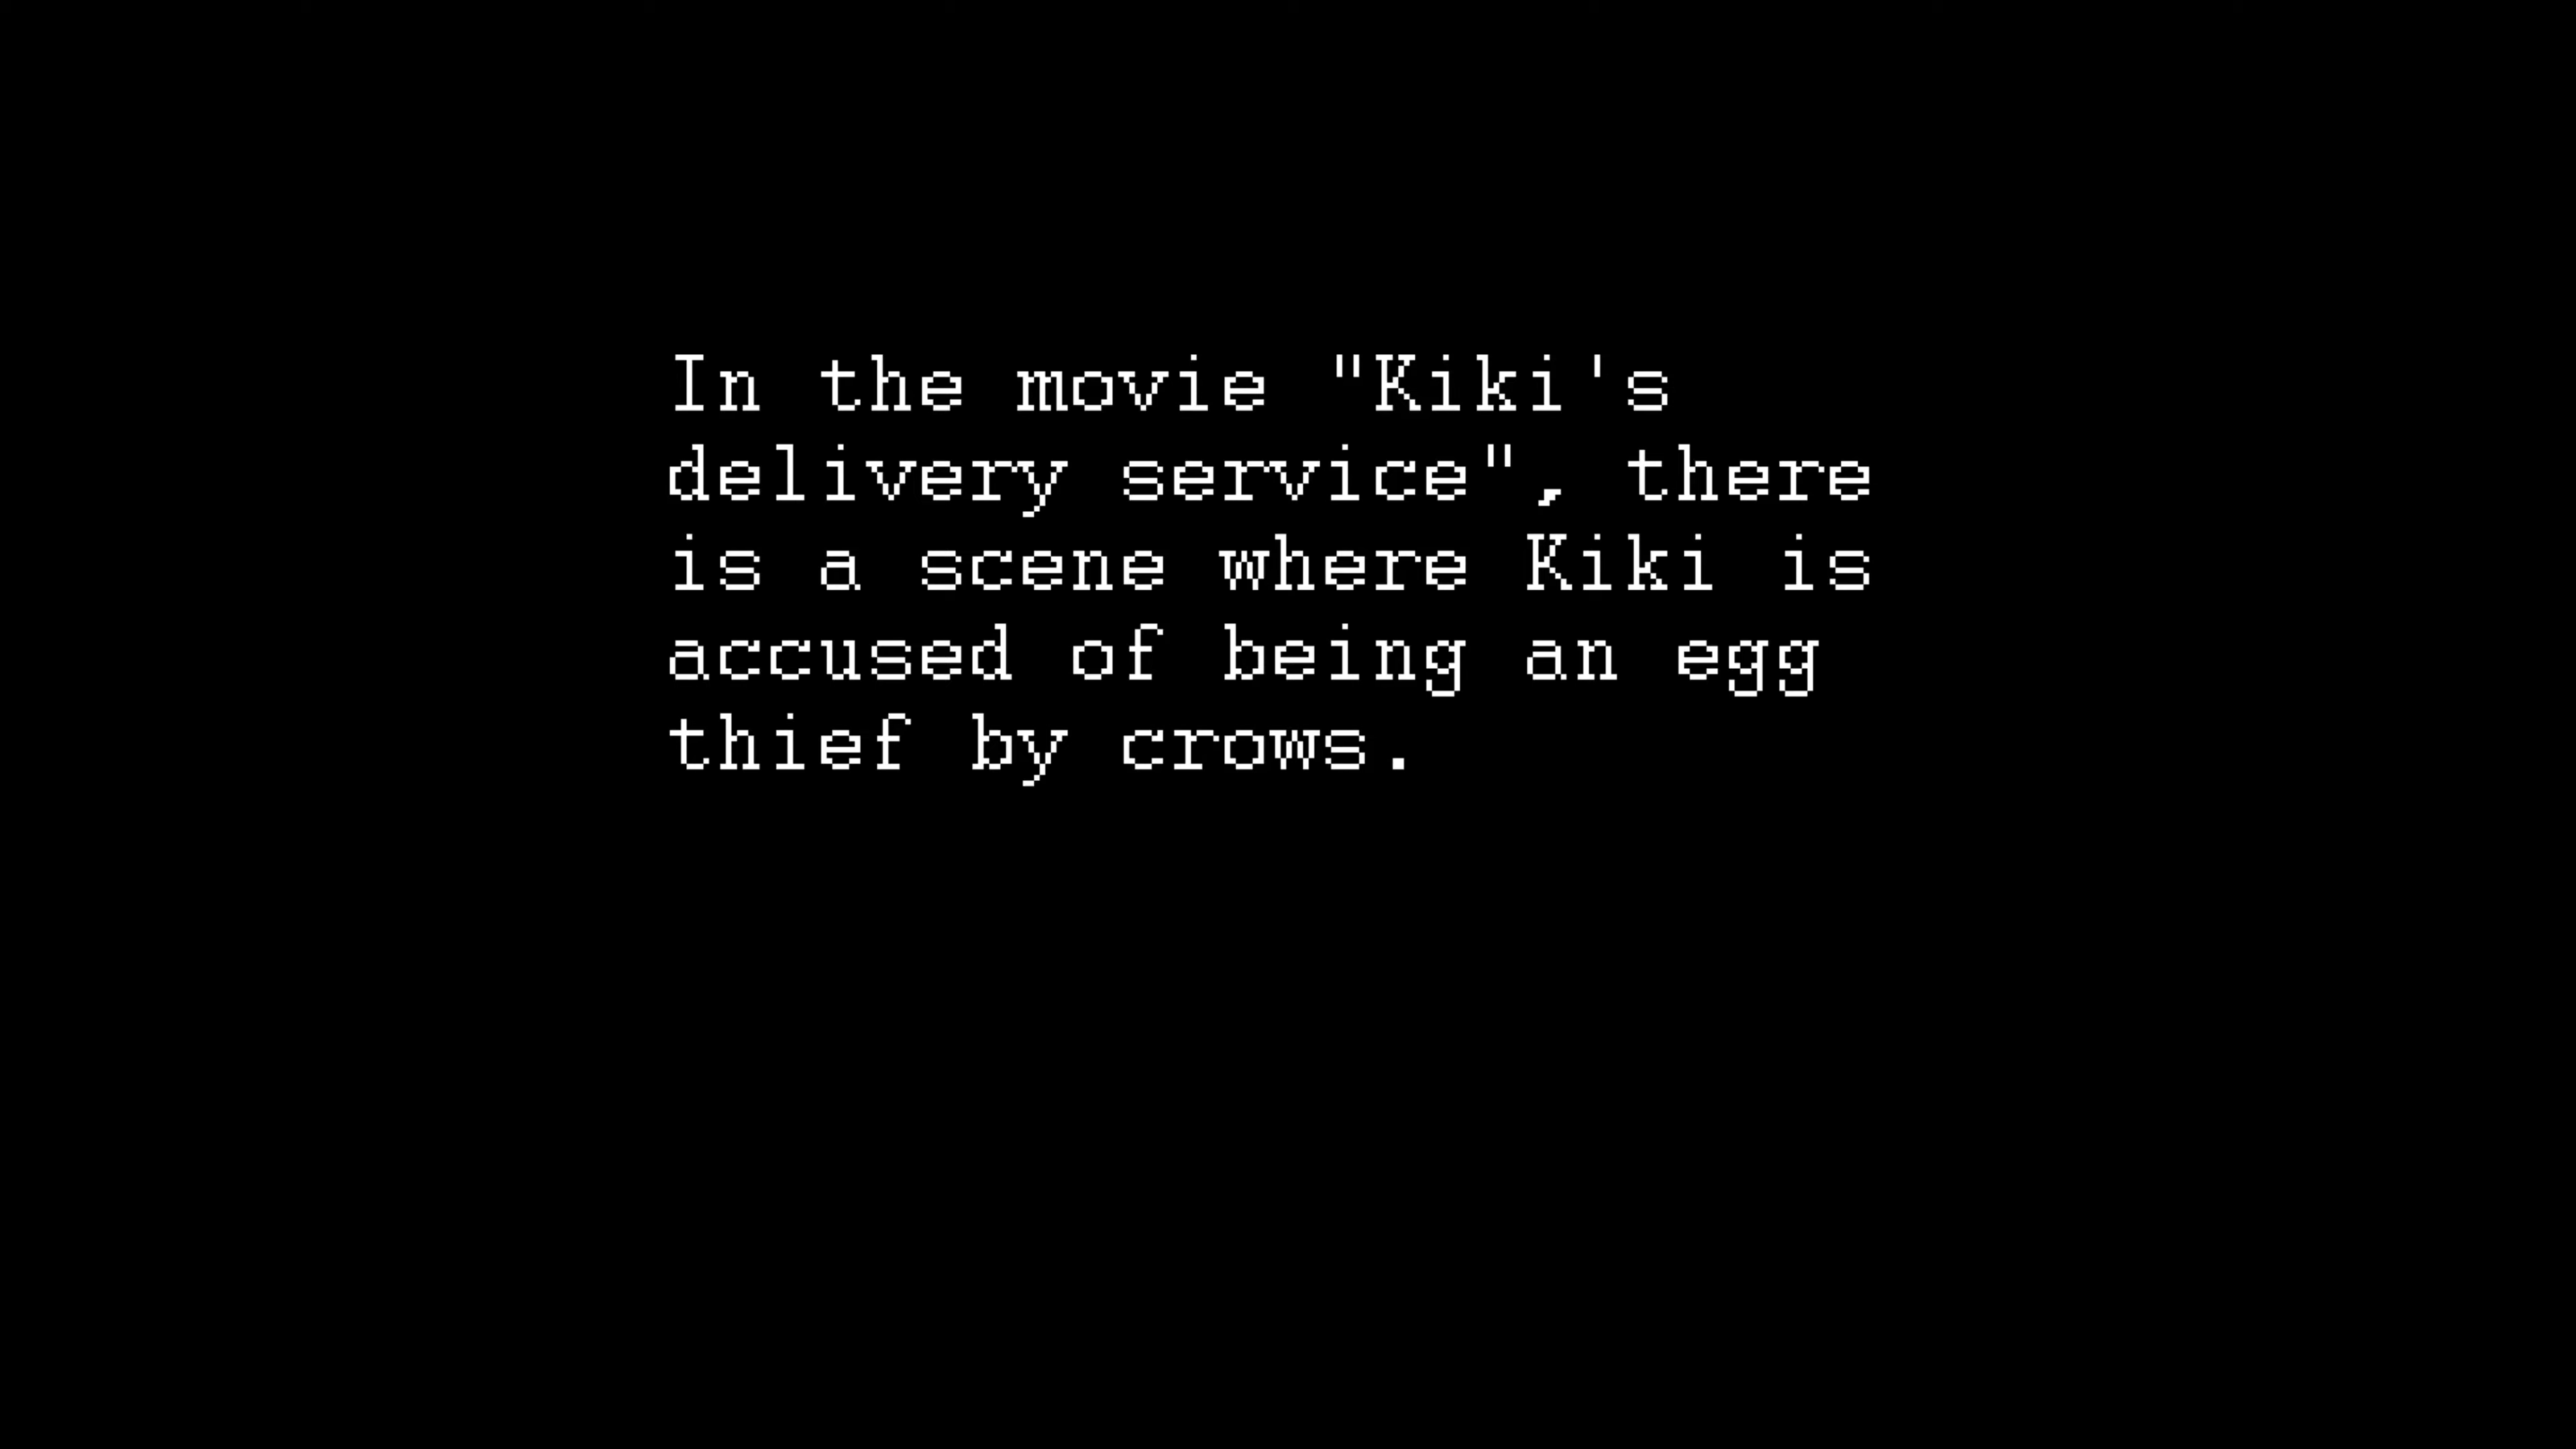 In the movie "Kiki's
delivery service", there
is a scene where Kiki is
accused of being an egg
thief by crows.